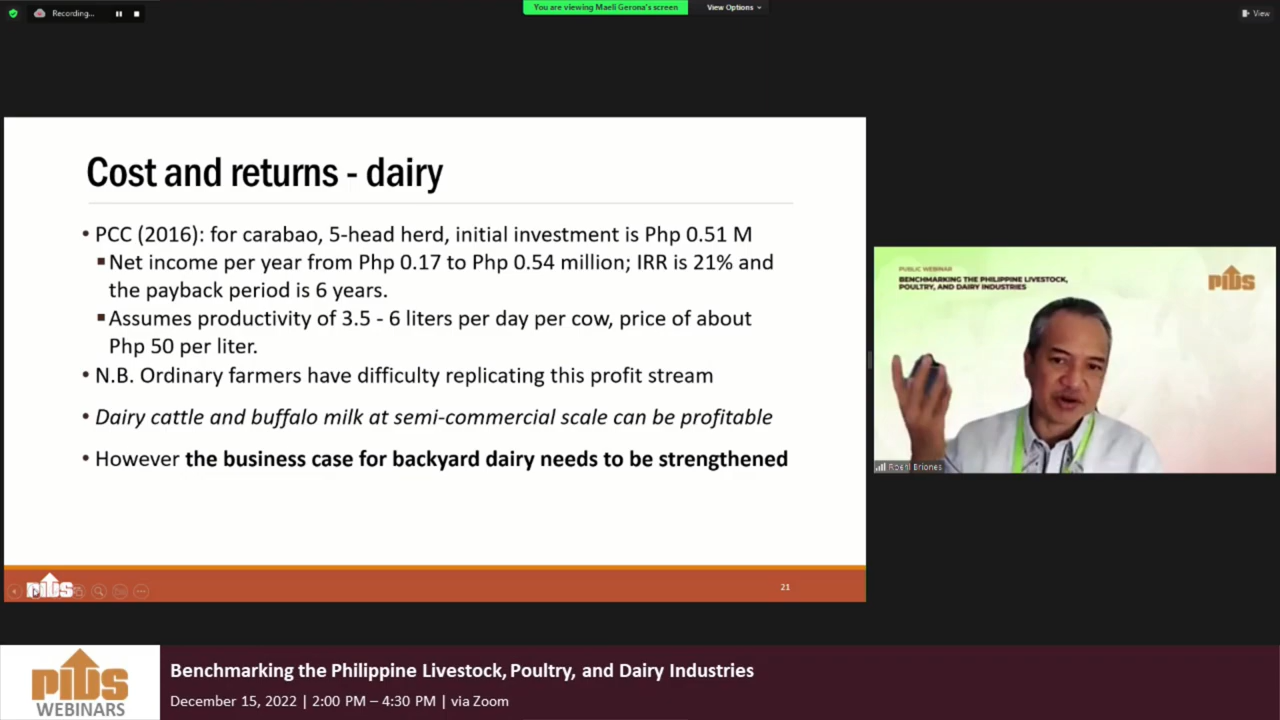 Recording...
You are viewing Maeli Gerona's screen
View Options
View
Cost and returns - dairy
• PCC (2016): for carabao, 5-head herd, initial investment is Php 0.51 M
▪ Net income per year from Php 0.17 to Php 0.54 million; IRR is 21% and
the payback period is 6 years.
▪ Assumes productivity of 3.5 - 6 liters per day per cow, price of about
Php 50 per liter.
• N.B. Ordinary farmers have difficulty replicating this profit stream
• Dairy cattle and buffalo milk at semi-commercial scale can be profitable
• However the business case for backyard dairy needs to be strengthened
PIDS
21
PUBLIC WEBINAR
BENCHMARKING THE PHILIPPINE LIVESTOCK,
POULTRY, AND DAIRY INDUSTRIES
PIDS
Roehl Briones
PIDS
WEBINARS
Benchmarking the Philippine Livestock, Poultry, and Dairy Industries
December 15, 2022 | 2:00 PM – 4:30 PM | via Zoom